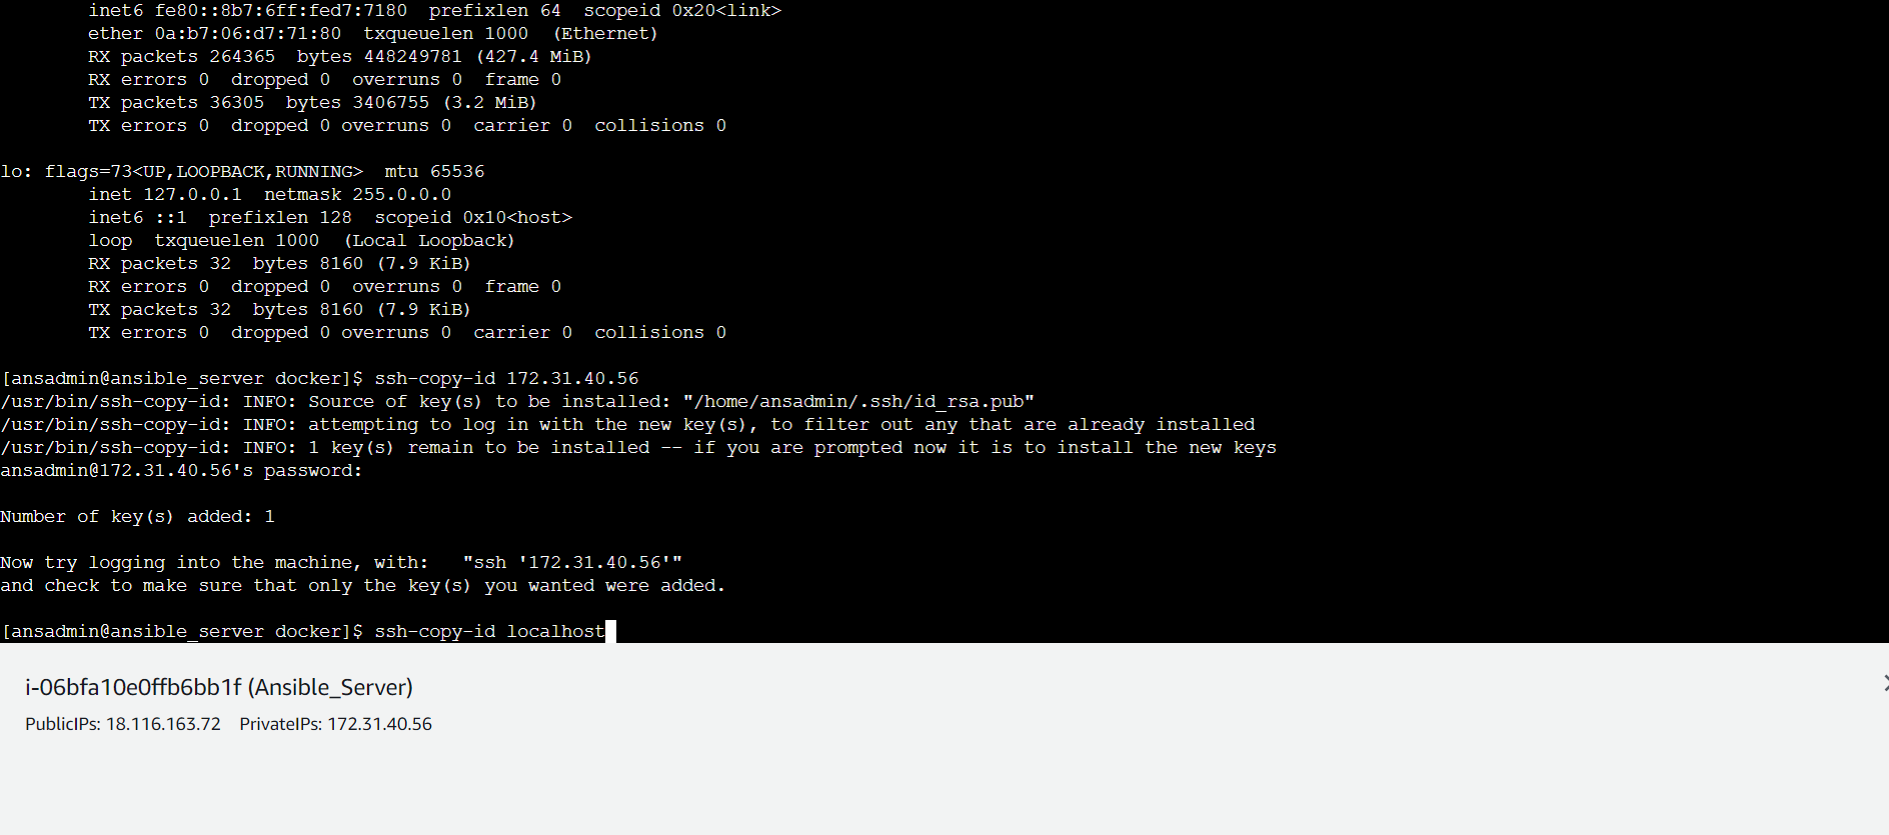 inet6 fe80::8b7:6ff:fed7:7180  prefixlen 64  scopeid 0x20<link>
ether 0a:b7:06:d7:71:80  txqueuelen 1000  (Ethernet)
RX packets 264365  bytes 448249781 (427.4 MiB)
RX errors 0  dropped 0  overruns 0  frame 0
TX packets 36305  bytes 3406755 (3.2 MiB)
TX errors 0  dropped 0 overruns 0  carrier 0  collisions 0
lo: flags=73<UP,LOOPBACK,RUNNING>  mtu 65536
inet 127.0.0.1  netmask 255.0.0.0
inet6 ::1  prefixlen 128  scopeid 0x10<host>
loop  txqueuelen 1000  (Local Loopback)
RX packets 32  bytes 8160 (7.9 KiB)
RX errors 0  dropped 0  overruns 0  frame 0
TX packets 32  bytes 8160 (7.9 KiB)
TX errors 0  dropped 0 overruns 0  carrier 0  collisions 0
[ansadmin@ansible_server docker]$ ssh-copy-id 172.31.40.56
/usr/bin/ssh-copy-id: INFO: Source of key(s) to be installed: "/home/ansadmin/.ssh/id_rsa.pub"
/usr/bin/ssh-copy-id: INFO: attempting to log in with the new key(s), to filter out any that are already installed
/usr/bin/ssh-copy-id: INFO: 1 key(s) remain to be installed -- if you are prompted now it is to install the new keys
ansadmin@172.31.40.56's password:
Number of key(s) added: 1
Now try logging into the machine, with:   "ssh '172.31.40.56'"
and check to make sure that only the key(s) you wanted were added.
[ansadmin@ansible_server docker]$ ssh-copy-id localhost
i-06bfa10e0ffb6bb1f (Ansible_Server)
PublicIPs: 18.116.163.72    PrivateIPs: 172.31.40.56